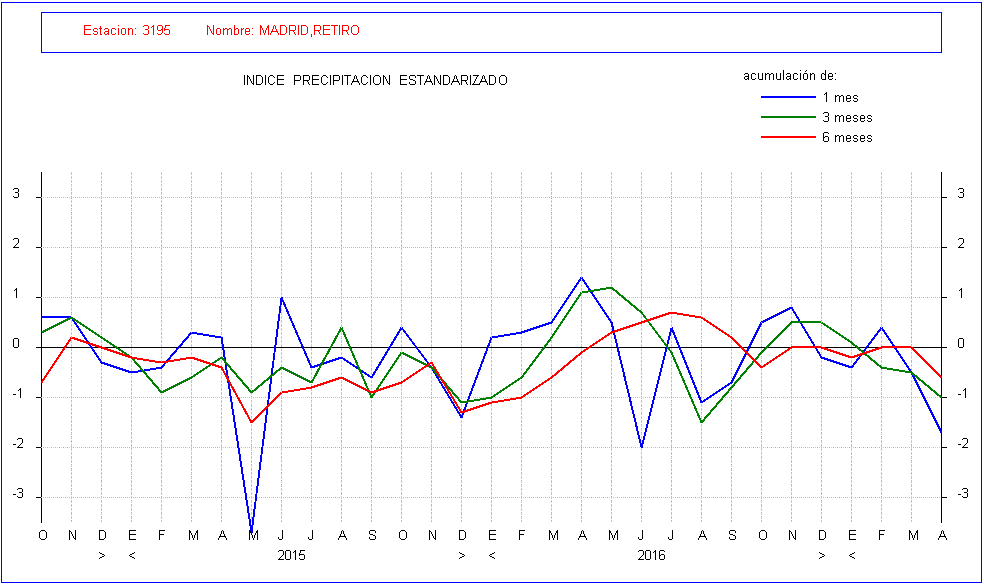 Estacion: 3195 Nombre: MADRID,RETIRO
INDICE PRECIPITACION ESTANDARIZADO
acumulación de:
1 mes
3 meses
6 meses
3 3
2 2
1 1
0 0
-1 -1
-2 -2
-3 -3
O N D E F M A M J J A S O N D E F M A M J J A S O N D E F M A
> < 2015 > < 2016 > <